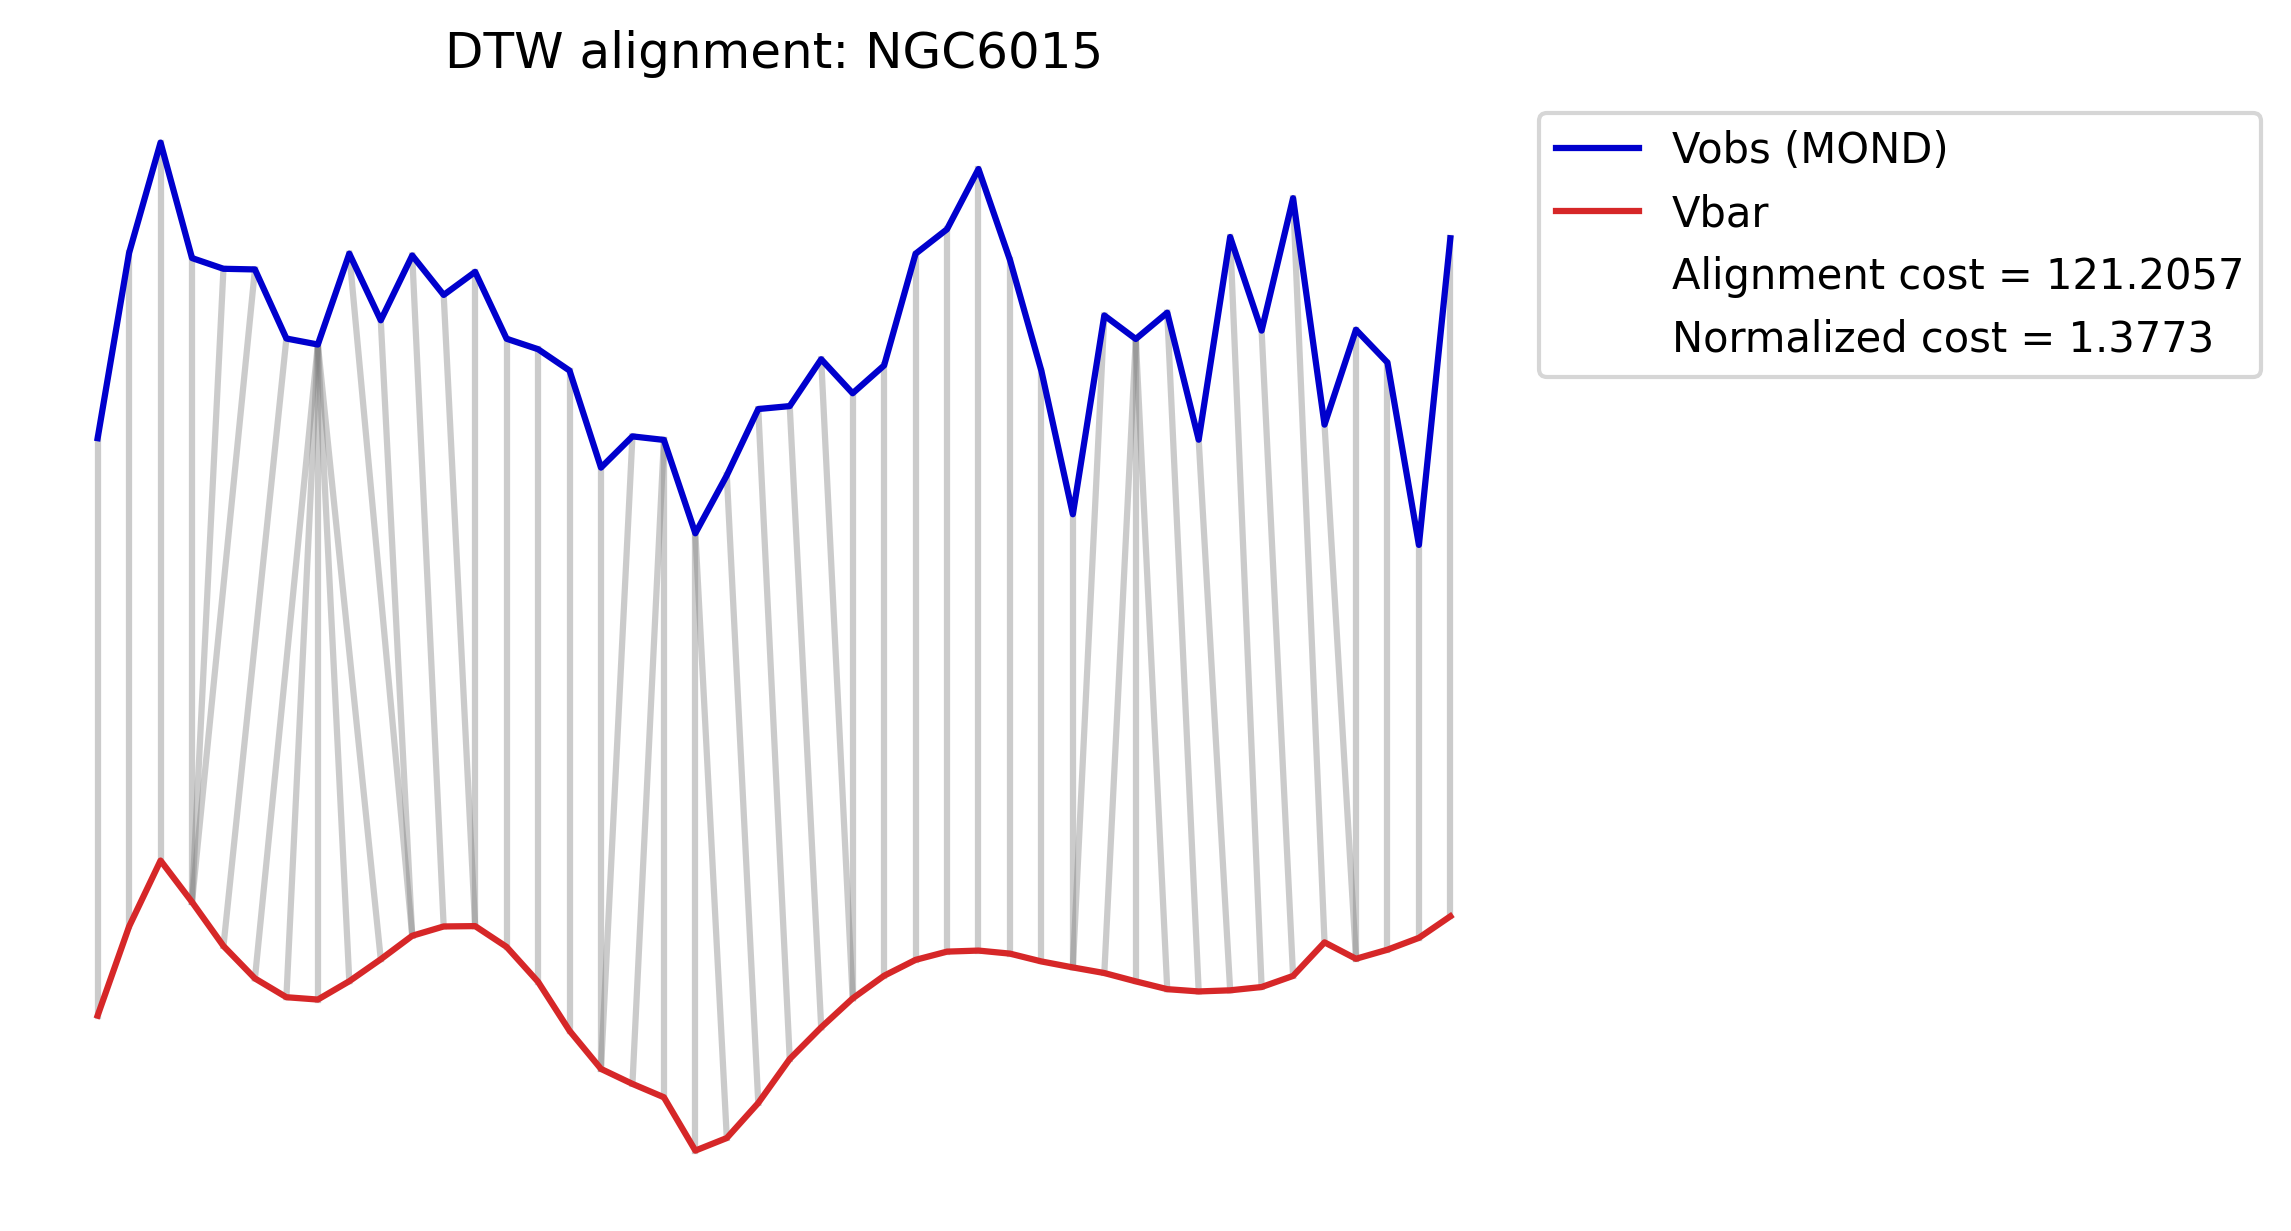 DTW alignment: NGC6015
Vobs (MOND)
Vbar
Alignment cost = 121.2057
Normalized cost = 1.3773